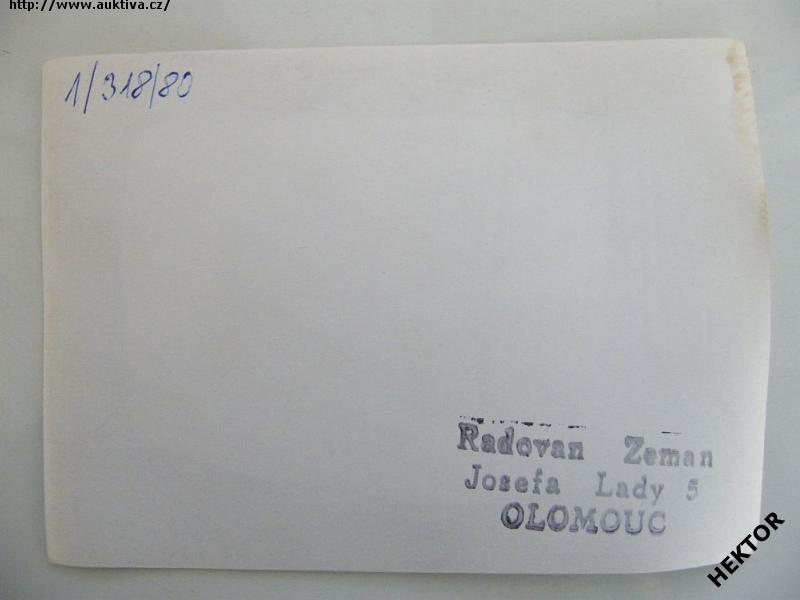 http://www.auktiva.cz/
1/318/80
Radovan Zeman
Josefa Lady 5
OLOMOUC
HEKTOR